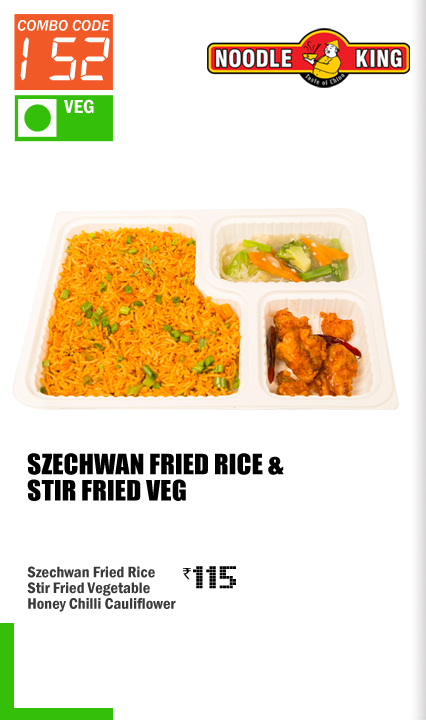 COMBO CODE
152
VEG
NOODLE KING
Taste of China
SZECHWAN FRIED RICE &
STIR FRIED VEG
Szechwan Fried Rice
₹115
Stir Fried Vegetable
Honey Chilli Cauliflower